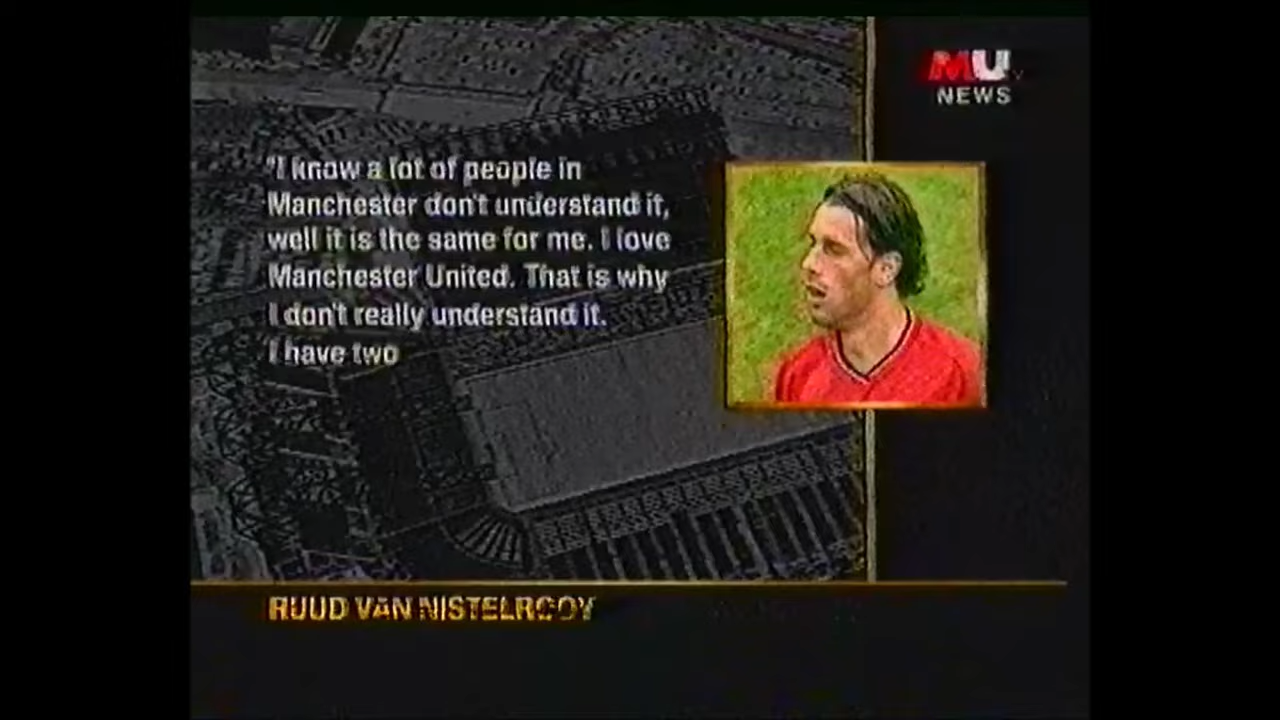 MUTV
NEWS
"I know a lot of people in
Manchester don't understand it,
well it is the same for me. I love
Manchester United. That is why
I don't really understand it.
'I have two
RUUD VAN NISTELROOY